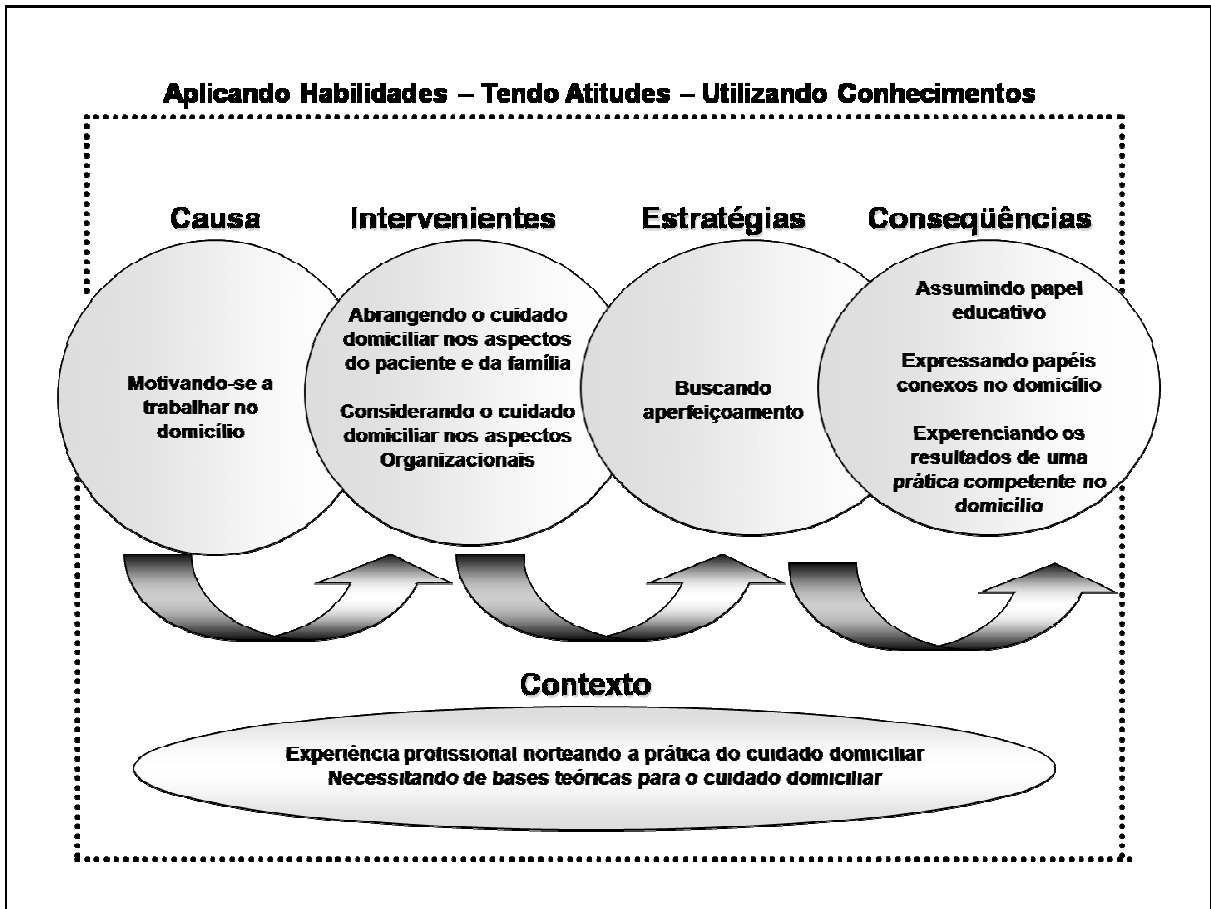 Aplicando Habilidades – Tendo Atitudes – Utilizando Conhecimentos
Causa
Motivando-se a
trabalhar no
domicílio
Intervenientes
Abrangendo o cuidado
domiciliar nos aspectos
do paciente e da família
Considerando o cuidado
domiciliar nos aspectos
Organizacionais
Estratégias
Buscando
aperfeiçoamento
Conseqüências
Assumindo papel
educativo
Expressando papéis
conexos no domicílio
Experenciando os
resultados de uma
prática competente no
domicílio
Contexto
Experiência profissional norteando a prática do cuidado domiciliar
Necessitando de bases teóricas para o cuidado domiciliar